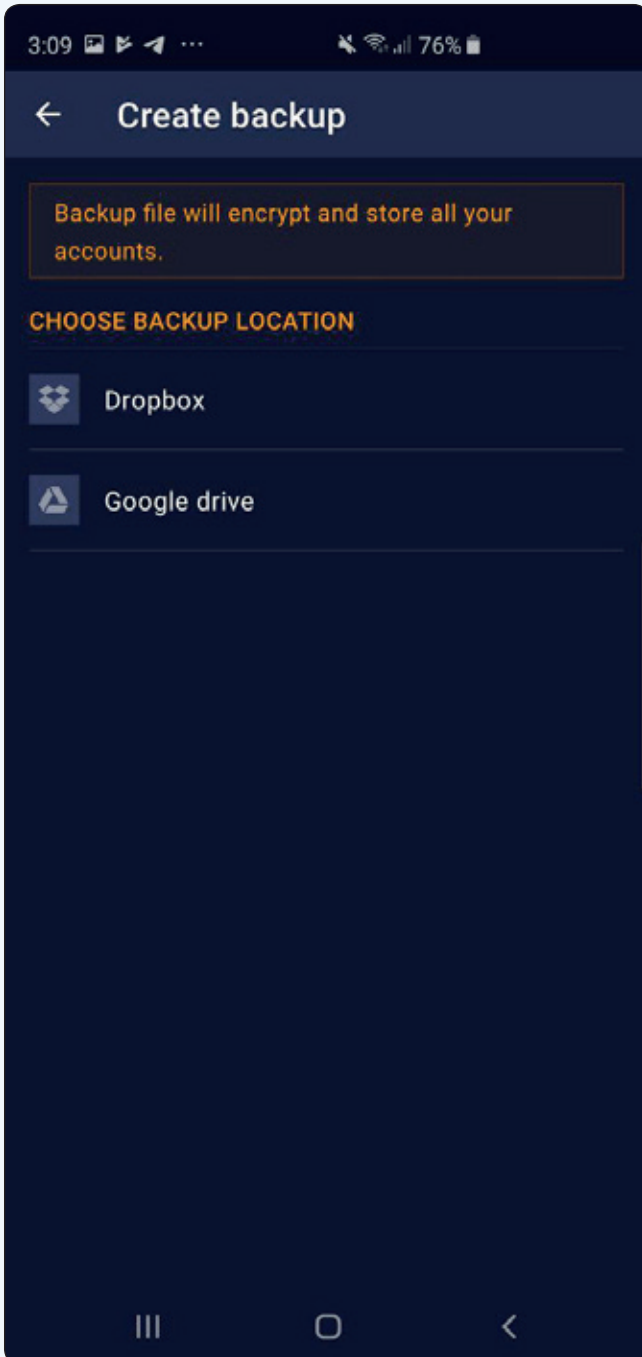 3:09 ... 76%
Create backup
Backup file will encrypt and store all your
accounts.
CHOOSE BACKUP LOCATION
Dropbox
Google drive